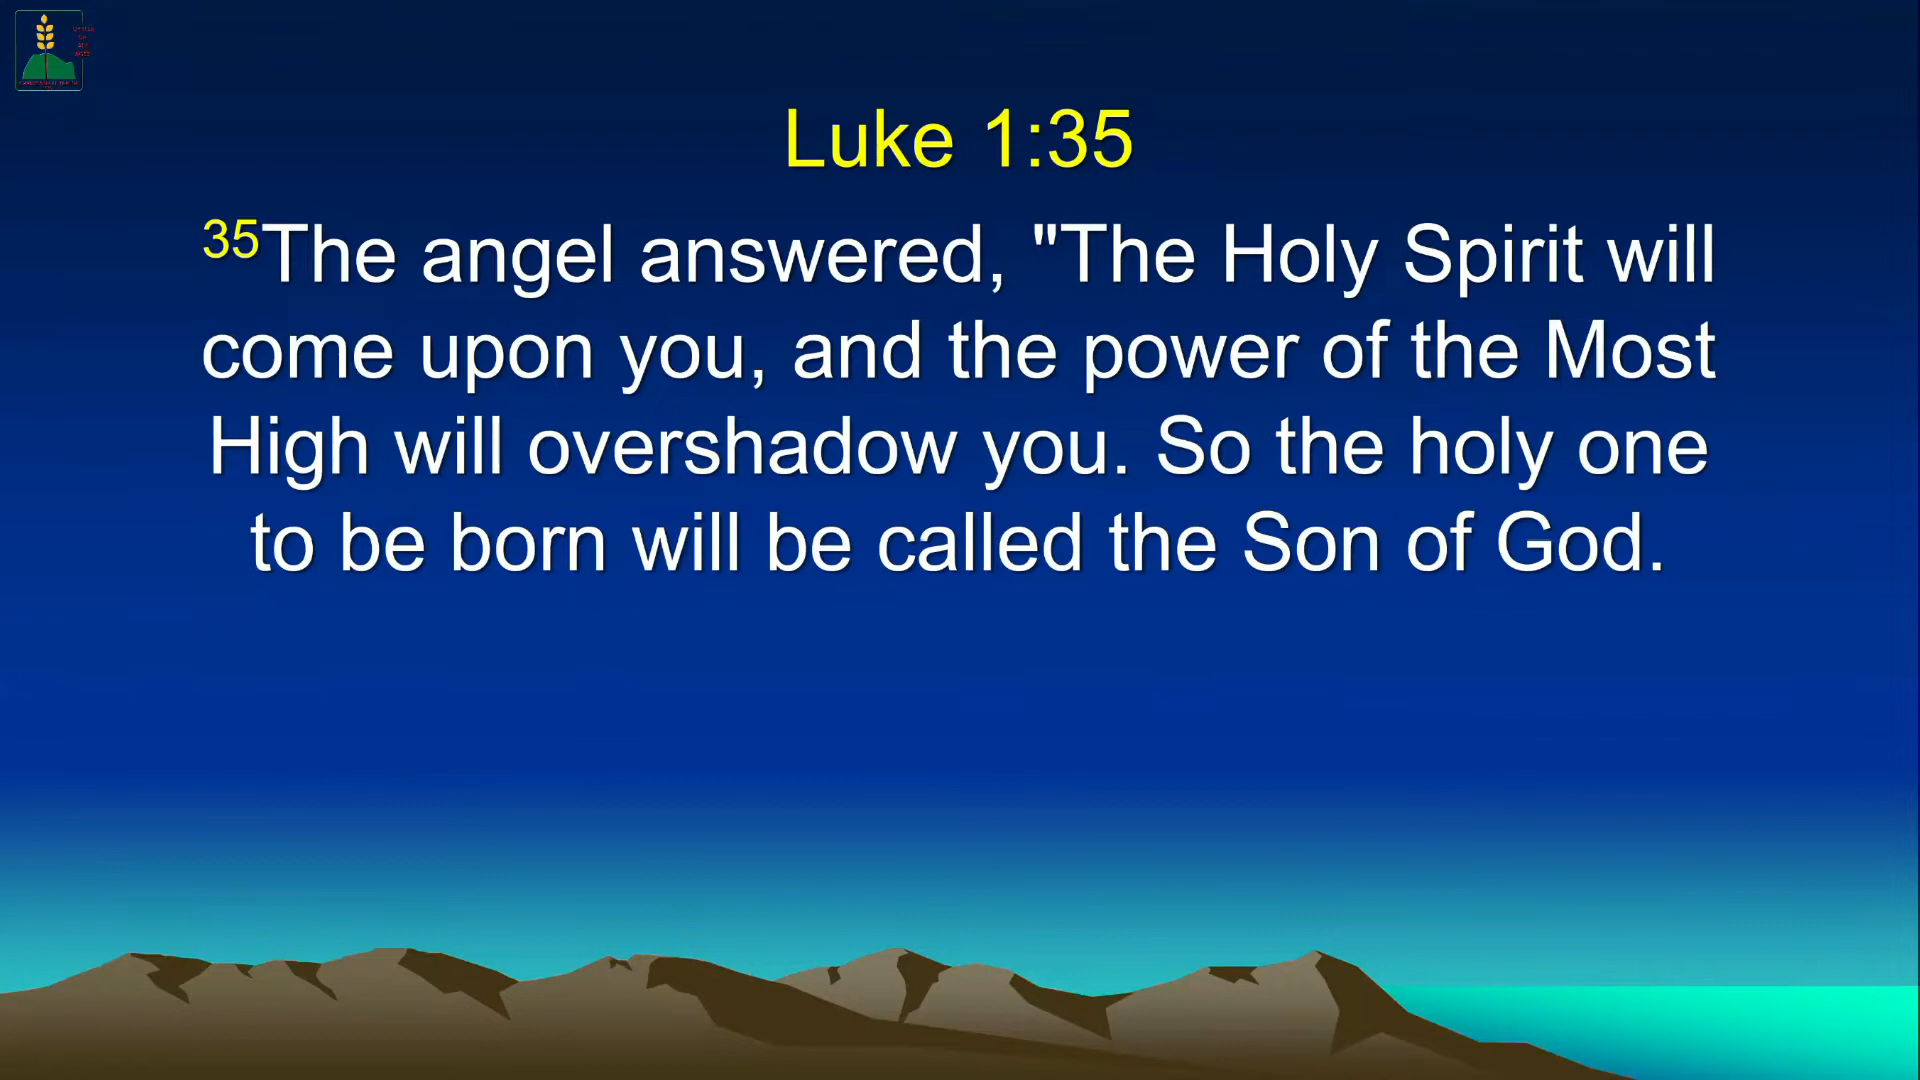 Luke 1:35
35The angel answered, "The Holy Spirit will
come upon you, and the power of the Most
High will overshadow you. So the holy one
to be born will be called the Son of God.